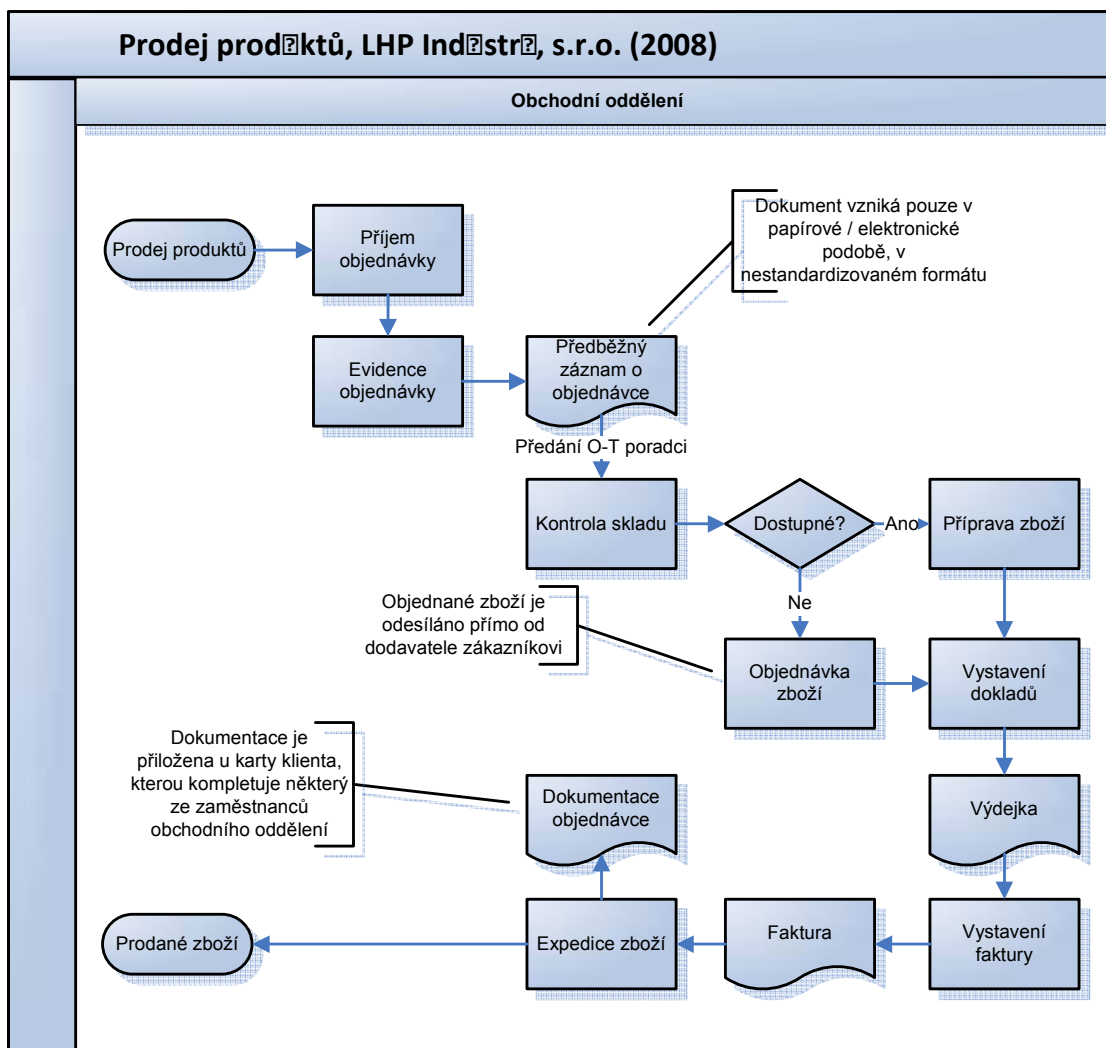 Prodej prod�ktů, LHP Ind�str�, s.r.o. (2008)
Obchodní oddělení
Prodej produktů
Příjem
objednávky
Dokument vzniká pouze v
papírové / elektronické
podobě, v
nestandardizovaném formátu
Evidence
objednávky
Předběžný
záznam o
objednávce
Předání O-T poradci
Kontrola skladu
Dostupné?
Ano
Příprava zboží
Ne
Objednané zboží je
odesíláno přímo od
dodavatele zákazníkovi
Objednávka
zboží
Vystavení
dokladů
Dokumentace je
přiložena u karty klienta,
kterou kompletuje některý
ze zaměstnanců
obchodního oddělení
Dokumentace
objednávce
Výdejka
Prodané zboží
Expedice zboží
Faktura
Vystavení
faktury